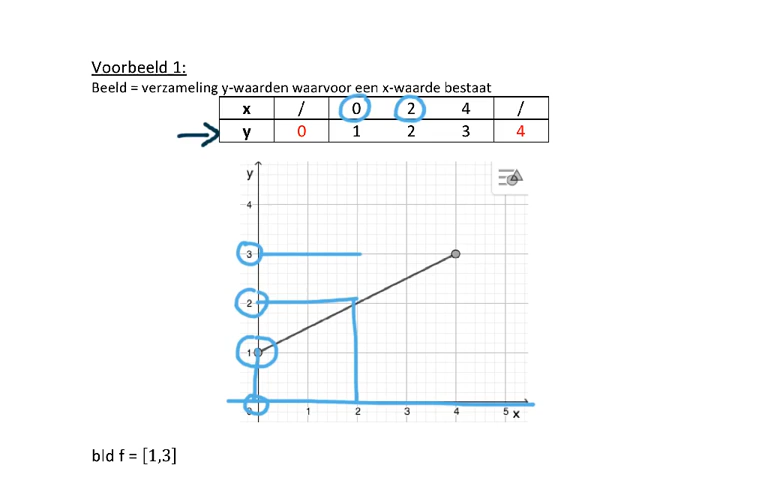 Voorbeeld 1:
Beeld = verzameling y-waarden waarvoor een x-waarde bestaat
x / 0 2 4 /
y 0 1 2 3 4
y
4
3
2
1
0 1 2 3 4 5 x
bld f = [1,3]